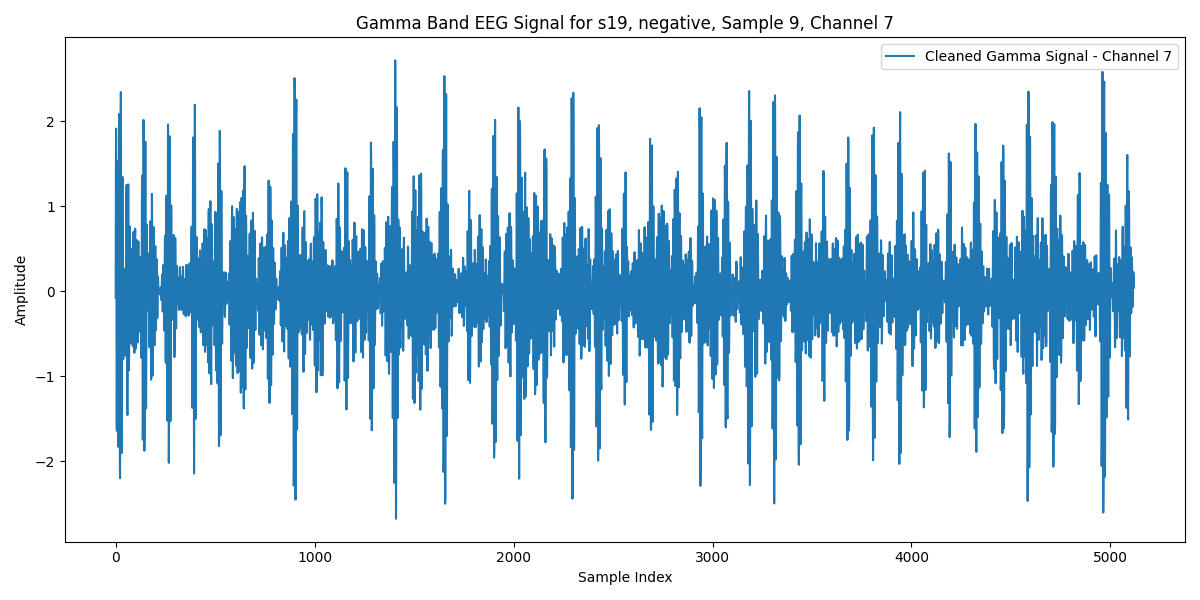 Gamma Band EEG Signal for s19, negative, Sample 9, Channel 7
Cleaned Gamma Signal - Channel 7
Amplitude
2
1
0
−1
−2
0 1000 2000 3000 4000 5000
Sample Index